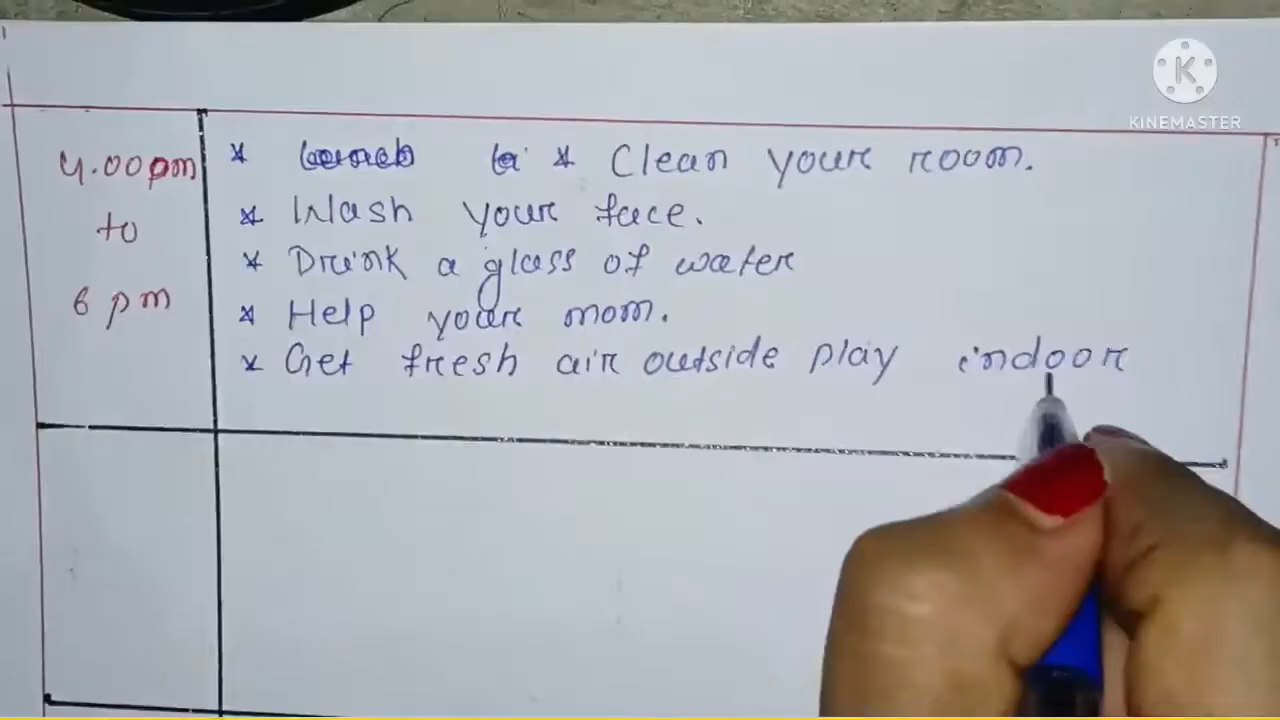 KINEMASTER
4.00pm
to
6 pm
* * Clean your room.
* Wash your face.
* Drink a glass of water
* Help your mom.
* Get fresh air outside play indoor